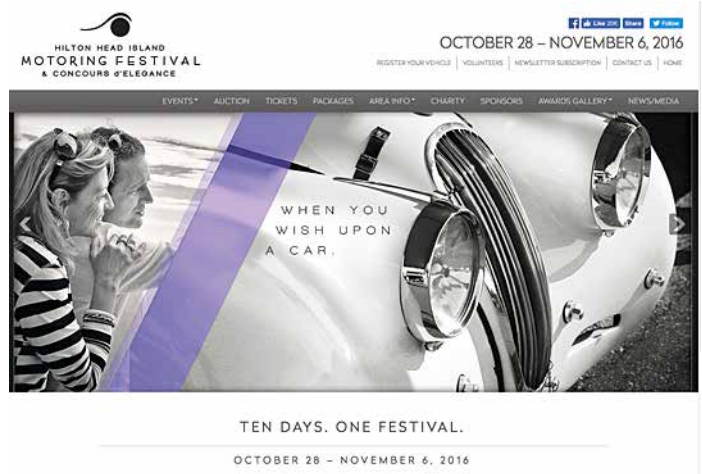 HILTON HEAD ISLAND
MOTORING FESTIVAL
& CONCOURS d'ELEGANCE
Like 20K Share Follow
OCTOBER 28 – NOVEMBER 6, 2016
REGISTER YOUR VEHICLE VOLUNTEERS NEWSLETTER SUBSCRIPTION CONTACT US HOME
EVENTS AUCTION TICKETS PACKAGES AREA INFO CHARITY SPONSORS AWARDS GALLERY NEWS/MEDIA
WHEN YOU
WISH UPON
A CAR.
TEN DAYS. ONE FESTIVAL.
OCTOBER 28 – NOVEMBER 6, 2016